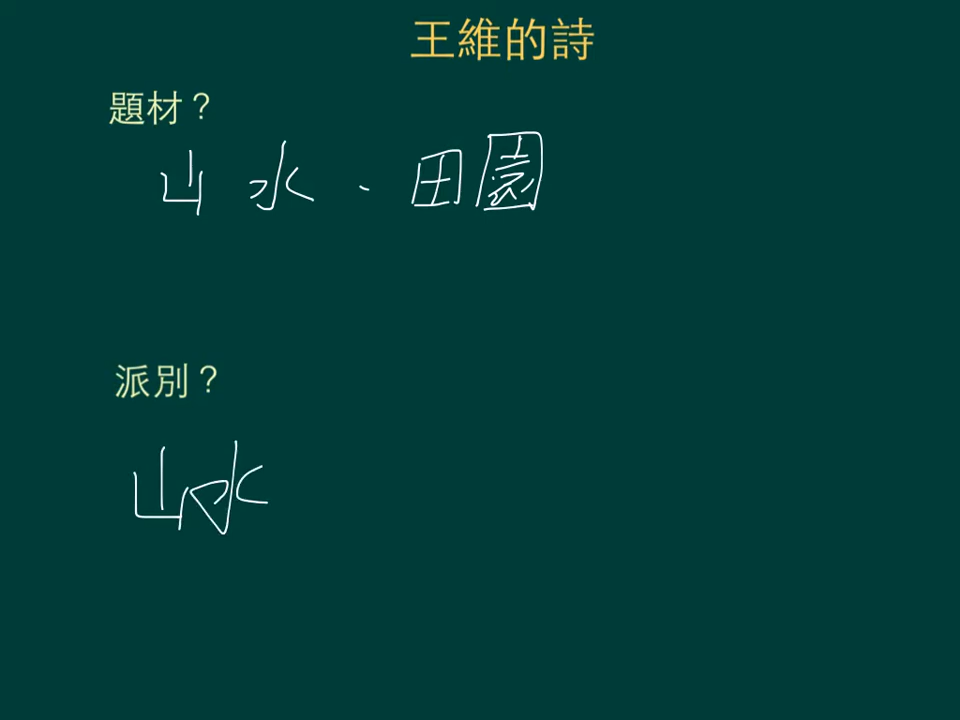 王維的詩
題材？
山水、田園
派別？
山水